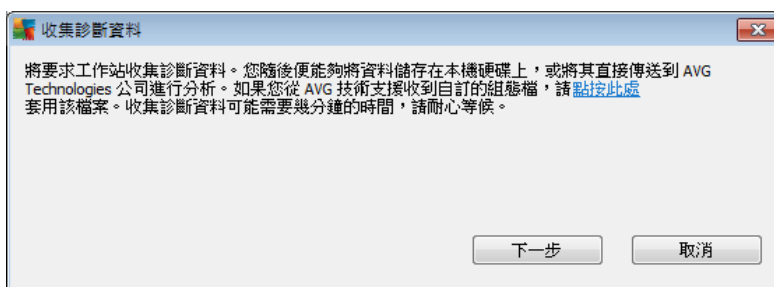 收集診斷資料
將要求工作站收集診斷資料。您隨後便能夠將資料儲存在本機硬碟上，或將其直接傳送到 AVG
Technologies 公司進行分析。如果您從 AVG 技術支援收到自訂的組態檔，請點按此處
套用該檔案。收集診斷資料可能需要幾分鐘的時間，請耐心等候。
下一步 取消